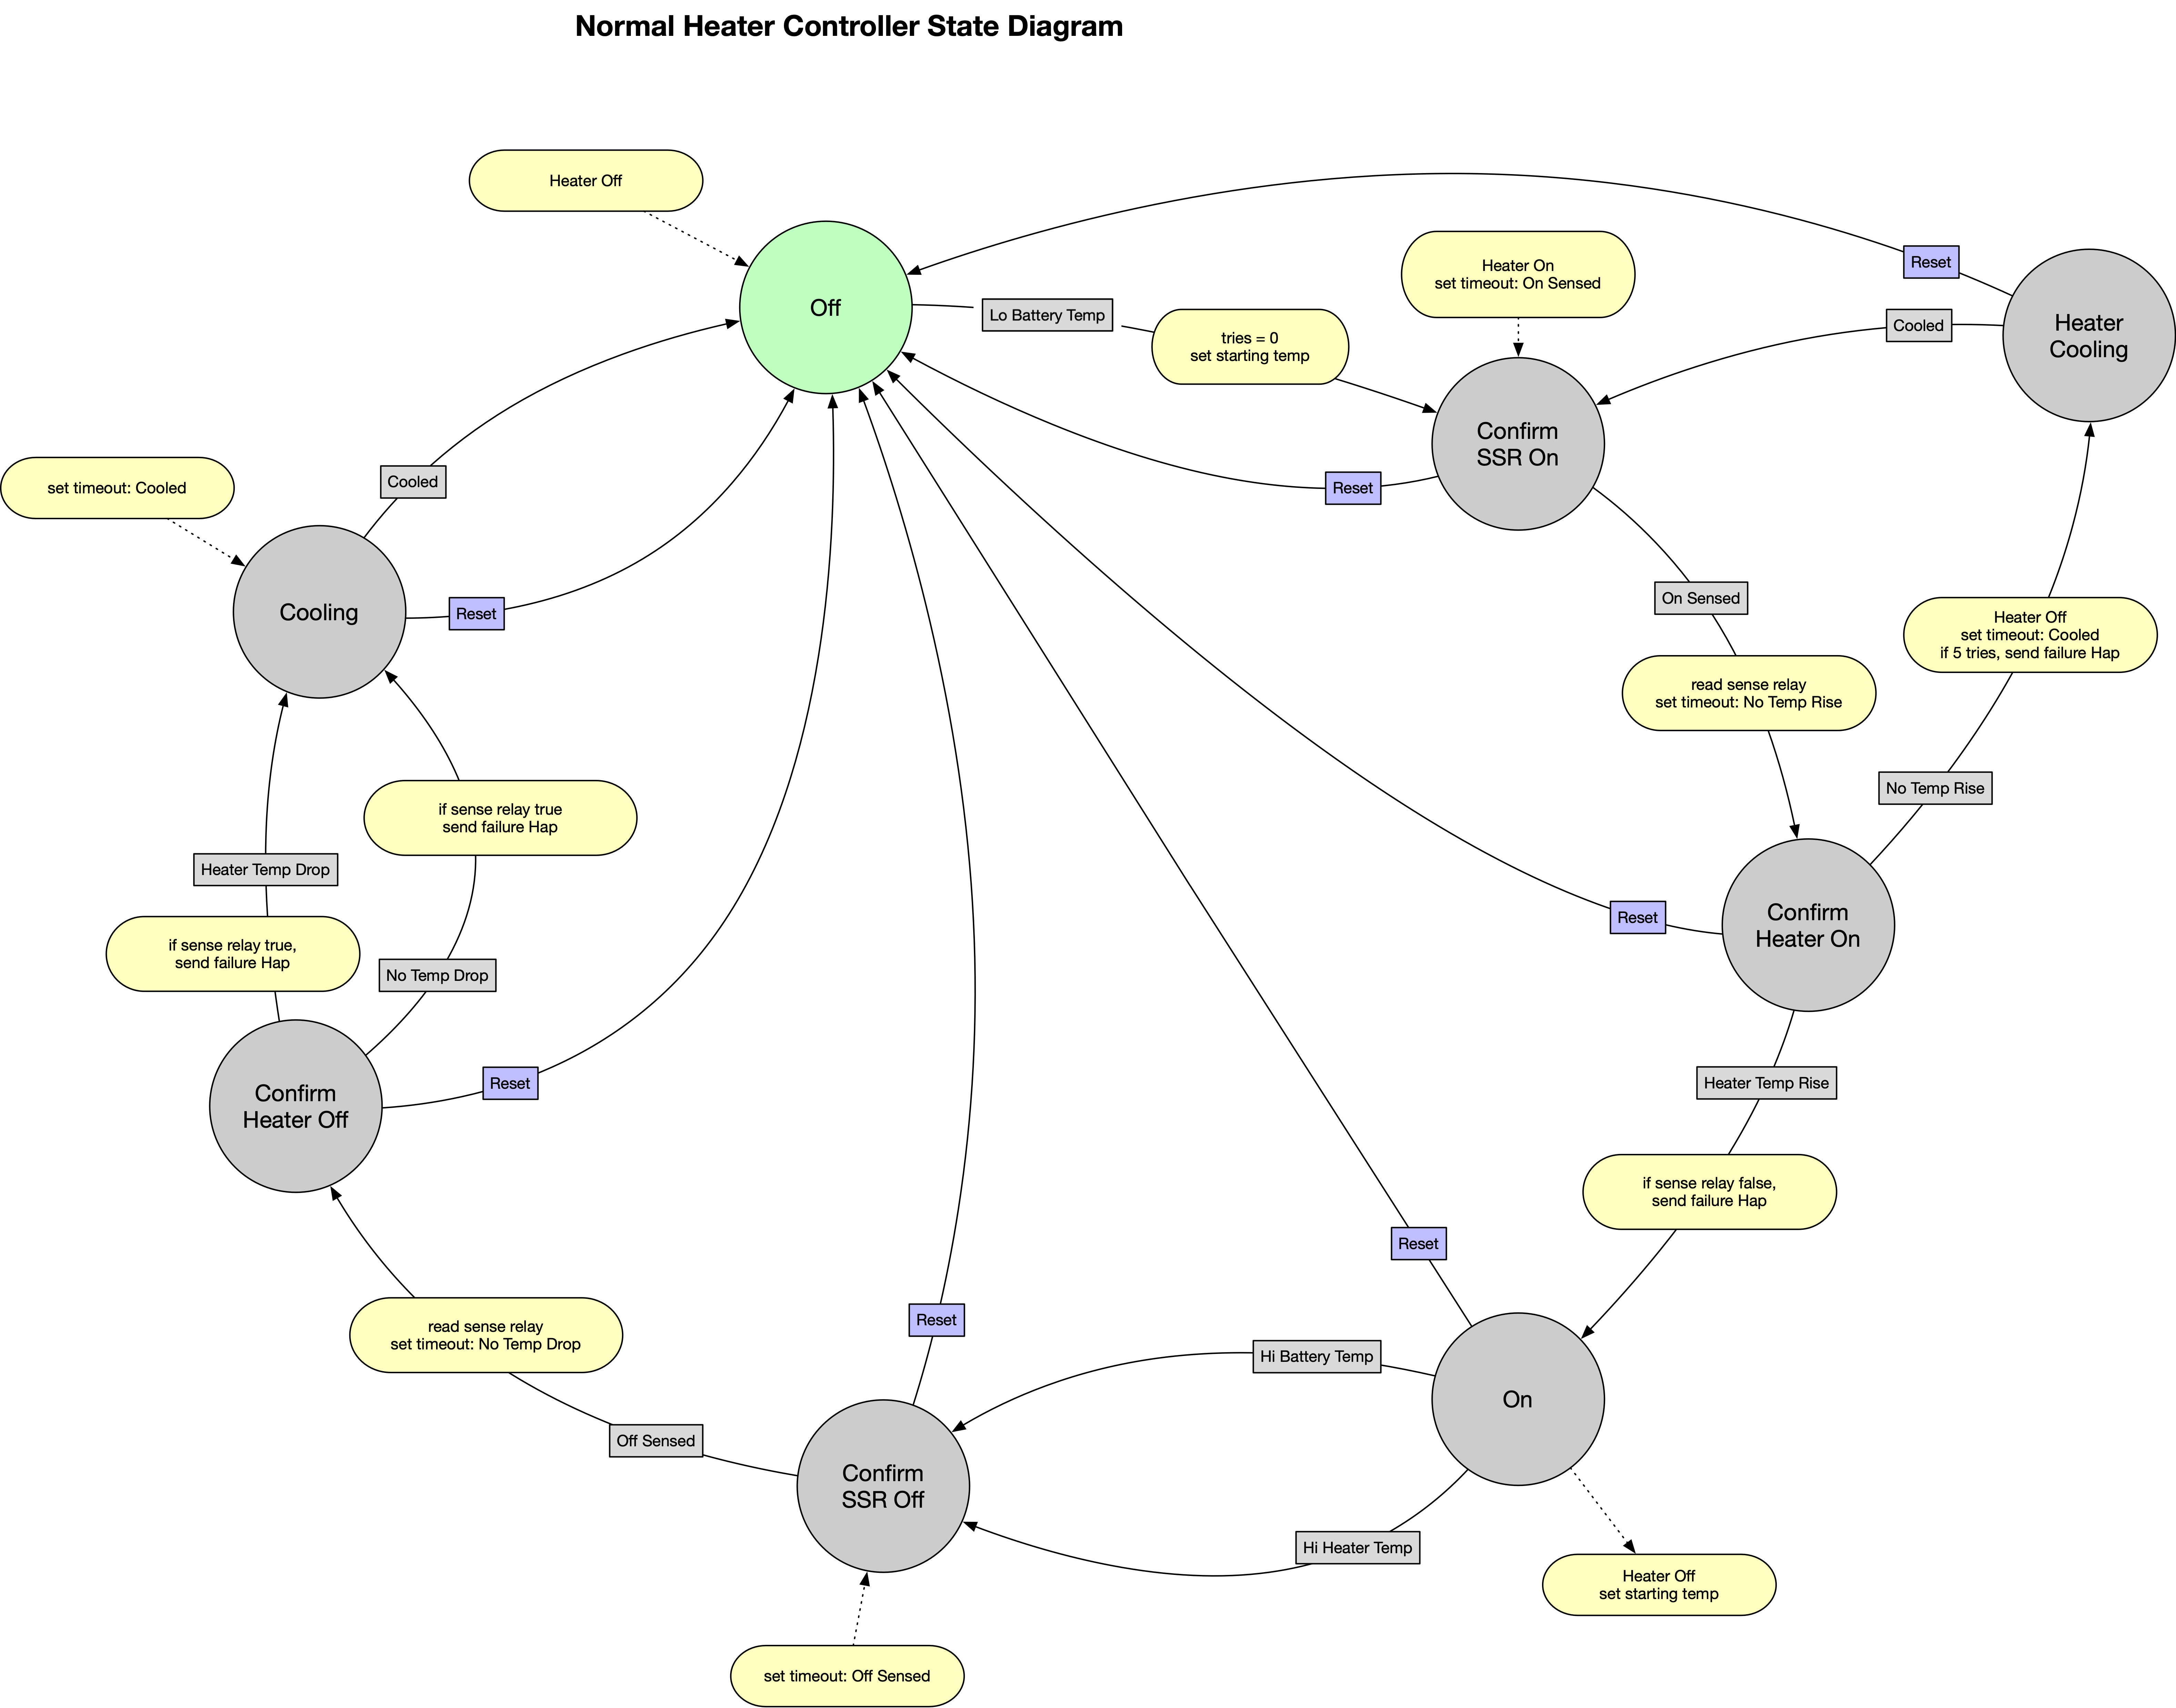 Normal Heater Controller State Diagram
Heater Off
Off
Lo Battery Temp
tries = 0
set starting temp
Heater On
set timeout: On Sensed
Reset
Cooled
Heater
Cooling
Confirm
SSR On
Reset
Cooled
set timeout: Cooled
Cooling
Reset
On Sensed
Heater Off
set timeout: Cooled
if 5 tries, send failure Hap
read sense relay
set timeout: No Temp Rise
No Temp Rise
if sense relay true
send failure Hap
Heater Temp Drop
if sense relay true,
send failure Hap
No Temp Drop
Reset
Confirm
Heater On
Confirm
Heater Off
Reset
Heater Temp Rise
if sense relay false,
send failure Hap
Reset
Reset
read sense relay
set timeout: No Temp Drop
Hi Battery Temp
On
Off Sensed
Confirm
SSR Off
Hi Heater Temp
Heater Off
set starting temp
set timeout: Off Sensed